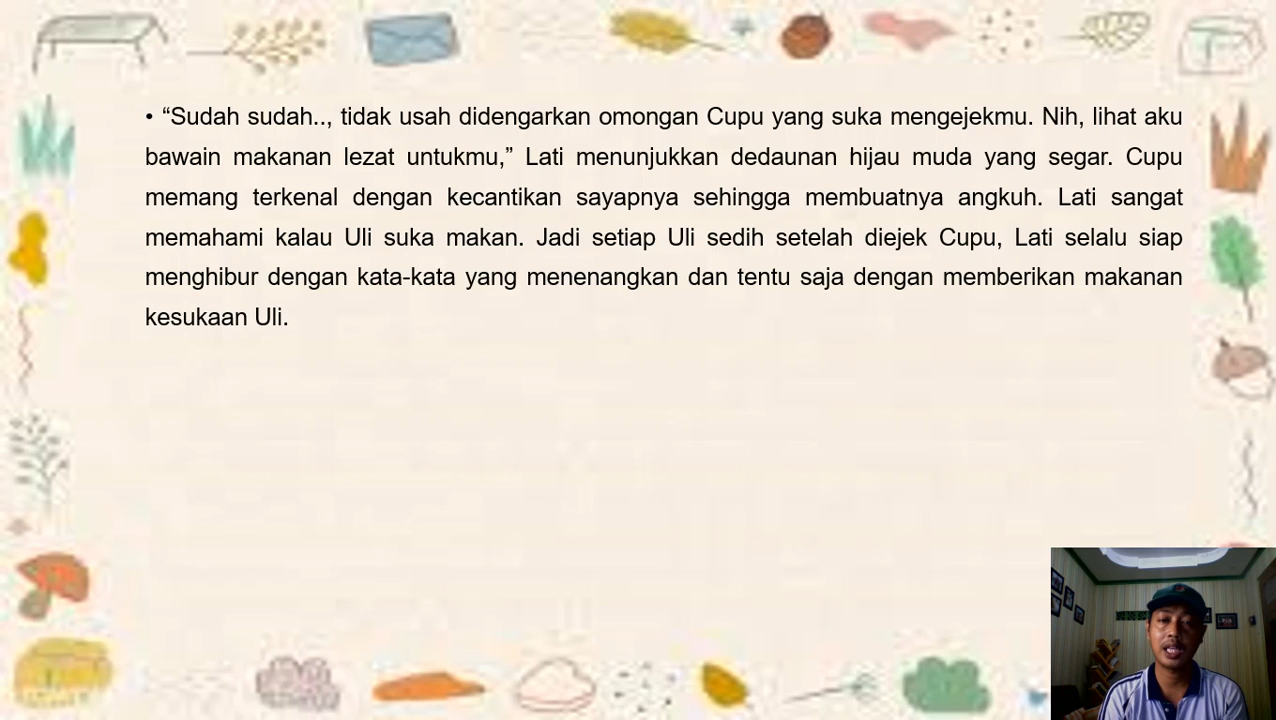 • “Sudah sudah.., tidak usah didengarkan omongan Cupu yang suka mengejekmu. Nih, lihat aku
bawain makanan lezat untukmu,” Lati menunjukkan dedaunan hijau muda yang segar. Cupu
memang terkenal dengan kecantikan sayapnya sehingga membuatnya angkuh. Lati sangat
memahami kalau Uli suka makan. Jadi setiap Uli sedih setelah diejek Cupu, Lati selalu siap
menghibur dengan kata-kata yang menenangkan dan tentu saja dengan memberikan makanan
kesukaan Uli.